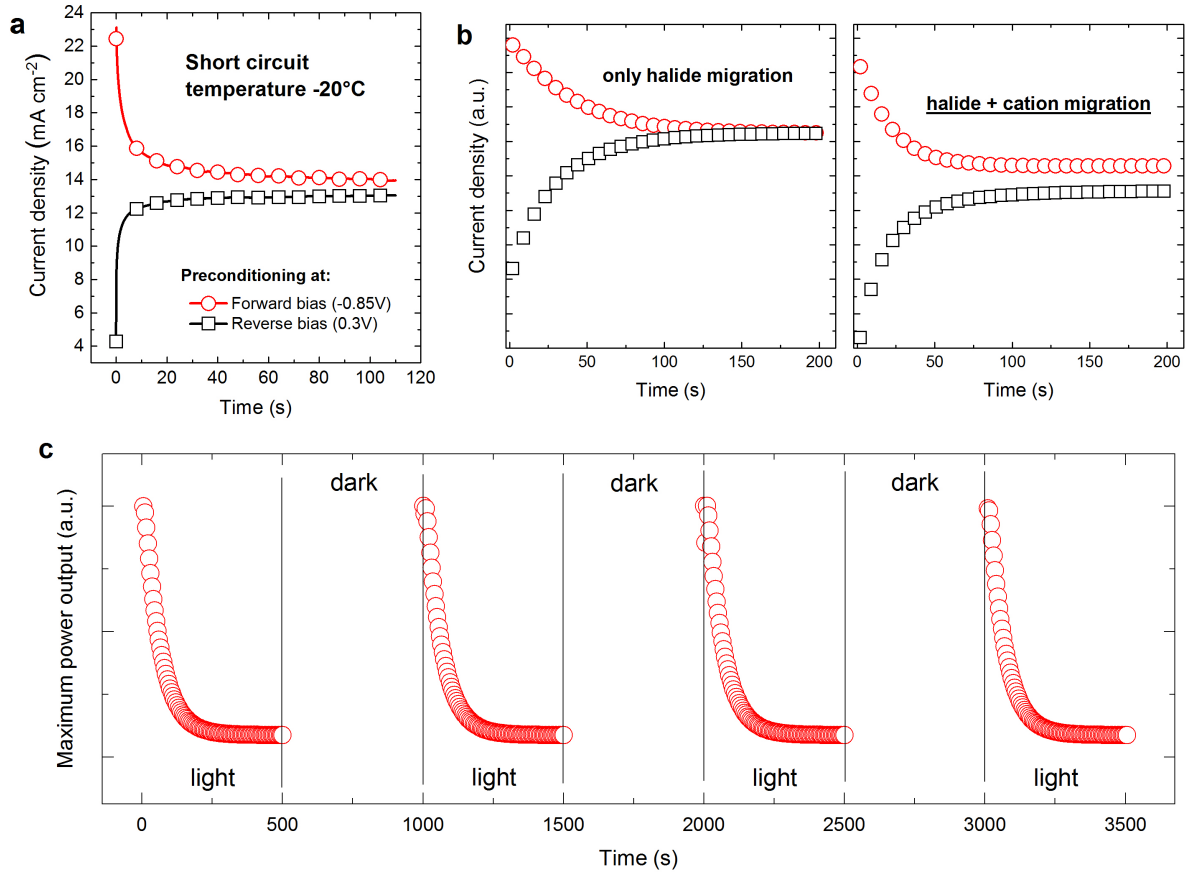 a
24
22
20
18
16
14
12
10
8
6
4
Current density (mA cm⁻²)
Short circuit
temperature -20°C
Preconditioning at:
Forward bias (-0.85V)
Reverse bias (0.3V)
0 20 40 60 80 100 120
Time (s)
b
Current density (a.u.)
only halide migration
0 50 100 150 200
Time (s)
halide + cation migration
0 50 100 150 200
Time (s)
c
Maximum power output (a.u.)
dark dark dark
light light light light
0 500 1000 1500 2000 2500 3000 3500
Time (s)